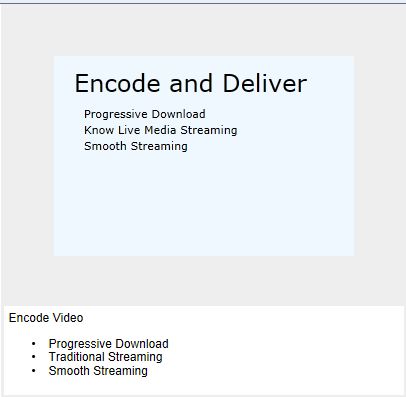 Encode and Deliver
Progressive Download
Know Live Media Streaming
Smooth Streaming
Encode Video
• Progressive Download
• Traditional Streaming
• Smooth Streaming